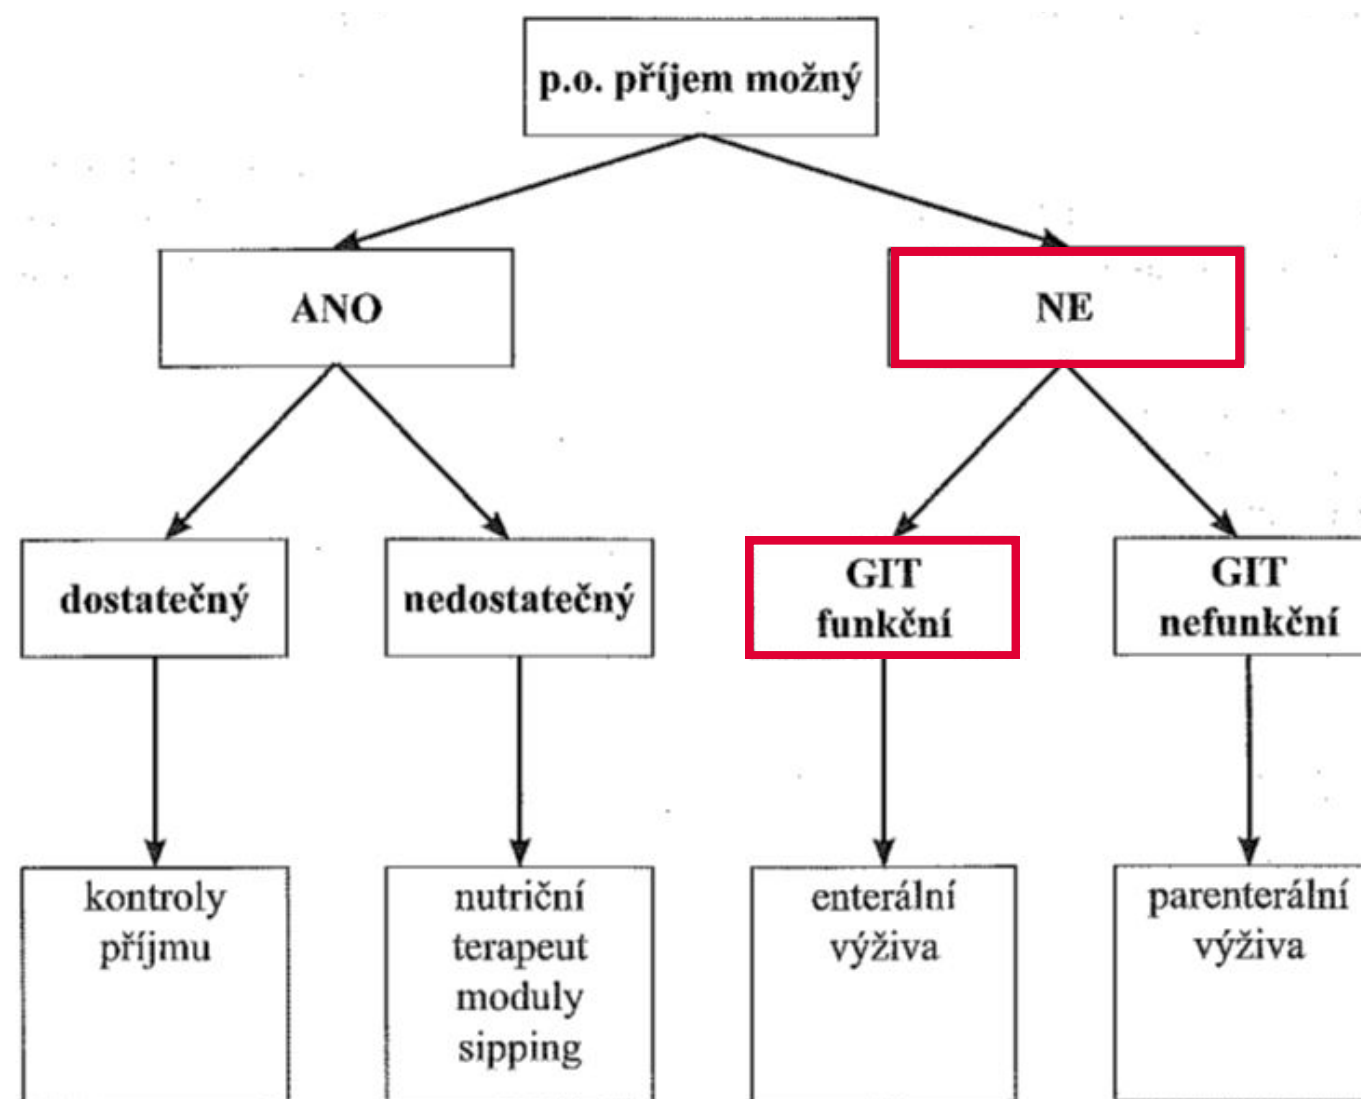 p.o. příjem možný
ANO
NE
dostatečný
nedostatečný
GIT
funkční
GIT
nefunkční
kontroly
příjmu
nutriční
terapeut
moduly
sipping
enterální
výživa
parenterální
výživa